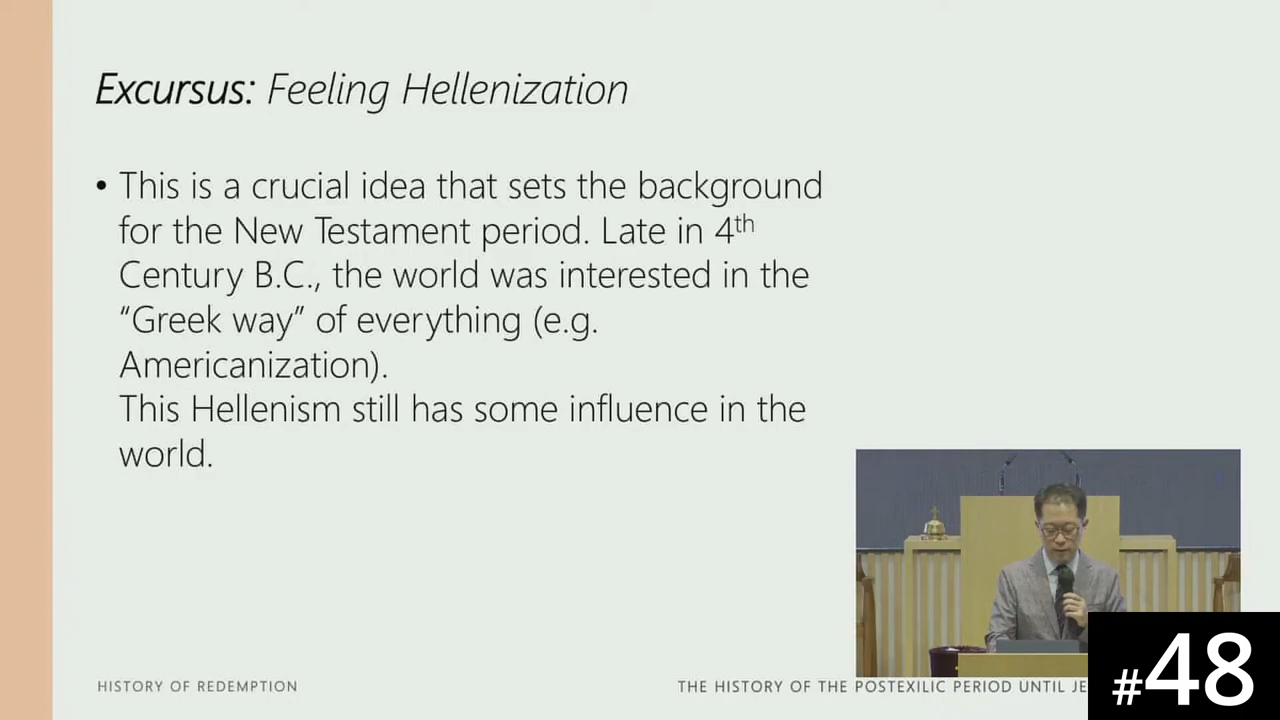 Excursus: Feeling Hellenization
• This is a crucial idea that sets the background
for the New Testament period. Late in 4th
Century B.C., the world was interested in the
“Greek way” of everything (e.g.
Americanization).
This Hellenism still has some influence in the
world.
HISTORY OF REDEMPTION
THE HISTORY OF THE POSTEXILIC PERIOD UNTIL JE
#48